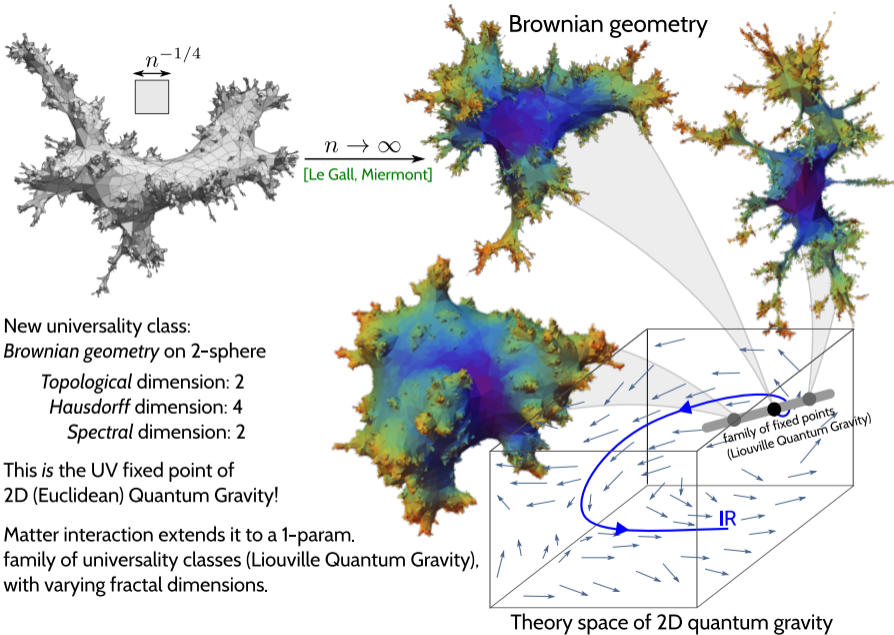 Brownian geometry
n^{-1/4}
n → ∞
[Le Gall, Miermont]
New universality class:
Brownian geometry on 2-sphere
Topological dimension: 2
Hausdorff dimension: 4
Spectral dimension: 2
This is the UV fixed point of
2D (Euclidean) Quantum Gravity!
Matter interaction extends it to a 1-param.
family of universality classes (Liouville Quantum Gravity),
with varying fractal dimensions.
family of fixed points
(Liouville Quantum Gravity)
IR
Theory space of 2D quantum gravity